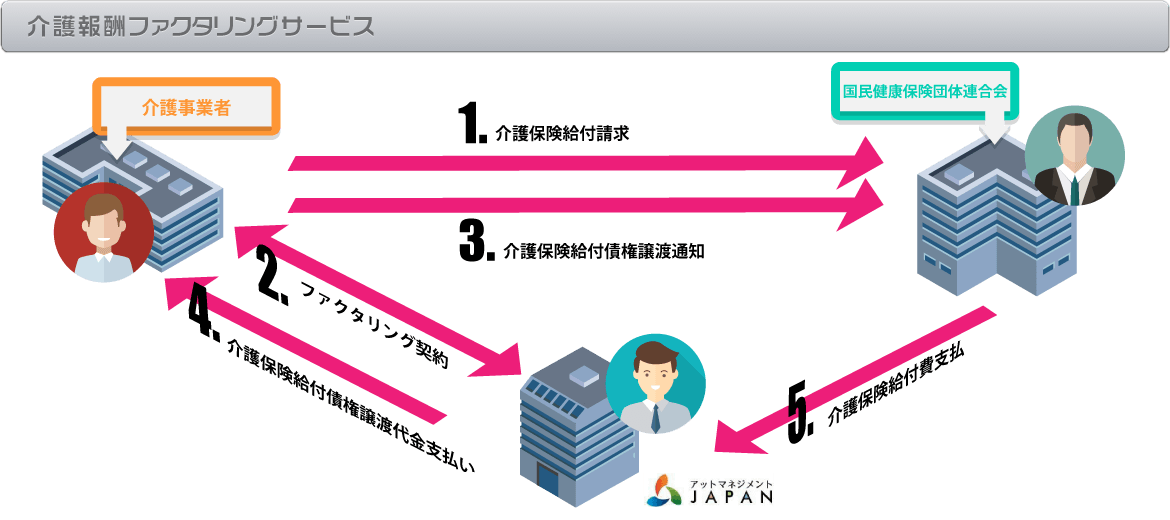 介護報酬ファクタリングサービス
介護事業者
国民健康保険団体連合会
1. 介護保険給付請求
3. 介護保険給付債権譲渡通知
2. ファクタリング契約
4. 介護保険給付債権譲渡代金支払い
5. 介護保険給付費支払
アットマネジメント
JAPAN